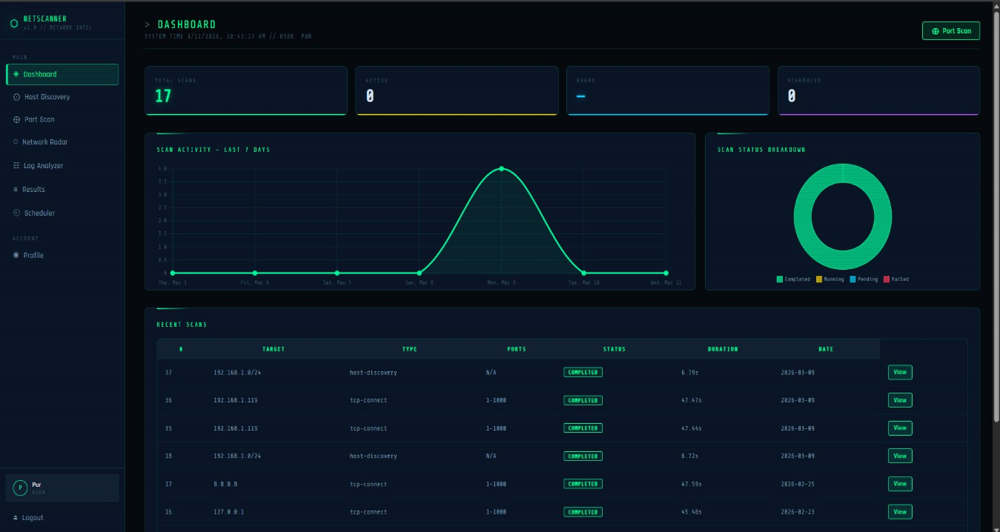 NETSCANNER
v2.0 // NETWORK INTEL
MAIN
Dashboard
Host Discovery
Port Scan
Network Radar
Log Analyzer
Results
Scheduler
ACCOUNT
Profile
P
Pur
USER
Logout
> DASHBOARD
SYSTEM TIME 3/11/2026, 10:43:17 AM // USER: PUR
Port Scan
TOTAL SCANS
17
ACTIVE
0
USERS
—
SCHEDULED
0
SCAN ACTIVITY – LAST 7 DAYS
4.0
3.5
3.0
2.5
2.0
1.5
1.0
0.5
0
Thu, Mar 5 Fri, Mar 6 Sat, Mar 7 Sun, Mar 8 Mon, Mar 9 Tue, Mar 10 Wed, Mar 11
SCAN STATUS BREAKDOWN
Completed Running Pending Failed
RECENT SCANS
# TARGET TYPE PORTS STATUS DURATION DATE
37 192.168.1.0/24 host-discovery N/A COMPLETED 6.79s 2026-03-09 View
36 192.168.1.119 tcp-connect 1-1000 COMPLETED 47.47s 2026-03-09 View
35 192.168.1.119 tcp-connect 1-1000 COMPLETED 47.44s 2026-03-09 View
18 192.168.1.0/24 host-discovery N/A COMPLETED 6.72s 2026-03-09 View
17 8.8.8.8 tcp-connect 1-1000 COMPLETED 47.59s 2026-02-25 View
16 127.0.0.1 tcp-connect 1-1000 COMPLETED 45.48s 2026-02-23 View